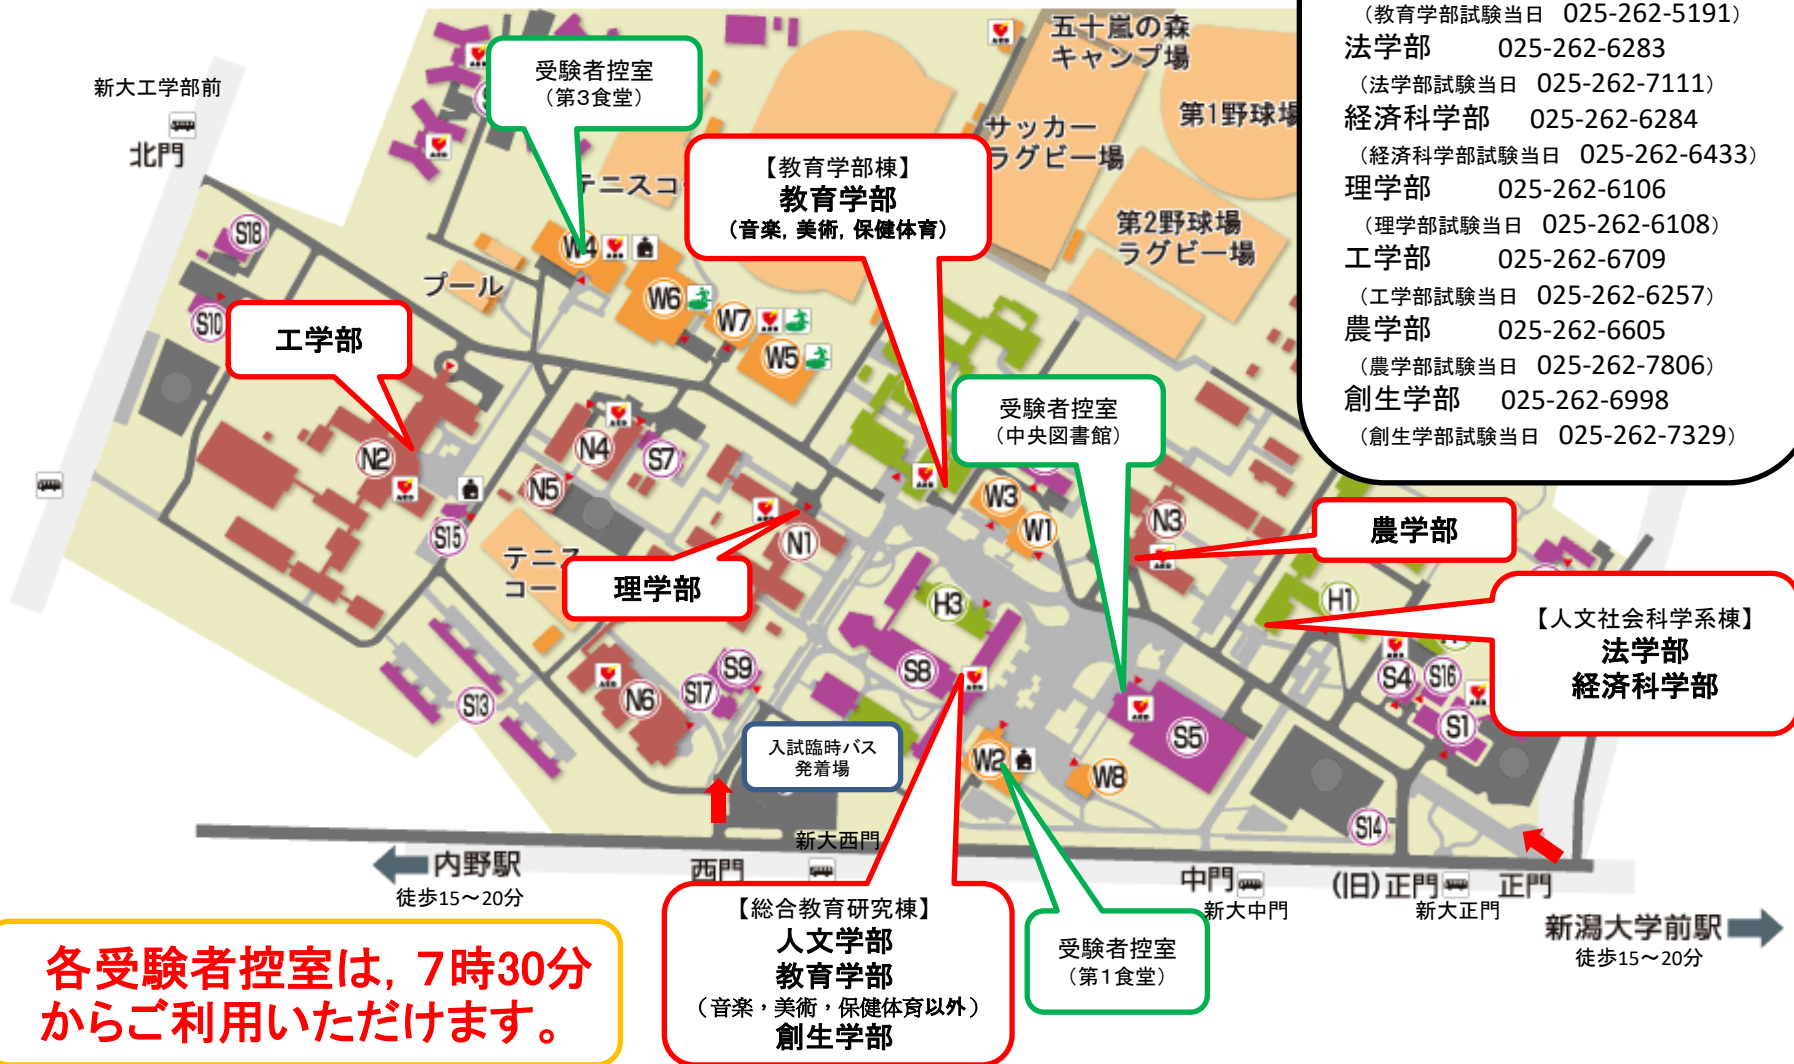 (教育学部試験当日 025-262-5191)
法学部 025-262-6283
(法学部試験当日 025-262-7111)
経済科学部 025-262-6284
(経済科学部試験当日 025-262-6433)
理学部 025-262-6106
(理学部試験当日 025-262-6108)
工学部 025-262-6709
(工学部試験当日 025-262-6257)
農学部 025-262-6605
(農学部試験当日 025-262-7806)
創生学部 025-262-6998
(創生学部試験当日 025-262-7329)
五十嵐の森
キャンプ場
サッカー
ラグビー場
第1野球場
第2野球場
ラグビー場
新大工学部前
北門
受験者控室
(第3食堂)
テニスコ
【教育学部棟】
教育学部
(音楽, 美術, 保健体育)
プール
S18
S10
W4
W6
W7
W5
工学部
N2
N4
S7
N5
S15
テニス
コー
理学部
N1
受験者控室
(中央図書館)
W3
W1
N3
農学部
H3
H1
【人文社会科学系棟】
法学部
経済科学部
S13
N6
S17
S9
S8
S5
S4
S16
S1
入試臨時バス
発着場
W2
W8
S14
新大西門
内野駅
徒歩15～20分
西門
中門
新大中門
(旧)正門
新大正門
正門
新潟大学前駅
徒歩15～20分
【総合教育研究棟】
人文学部
教育学部
(音楽，美術，保健体育以外)
創生学部
受験者控室
(第1食堂)
各受験者控室は, 7時30分
からご利用いただけます。